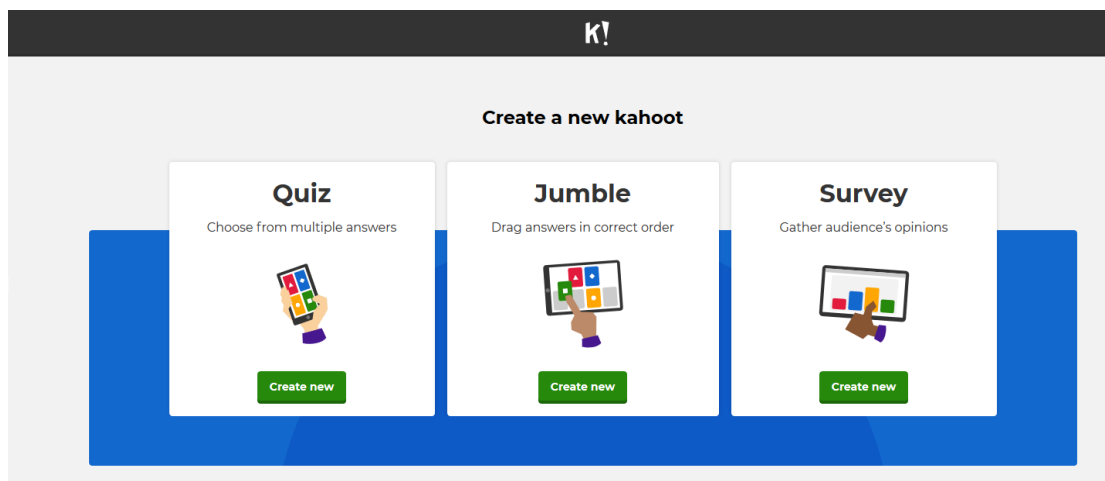 K!
Create a new kahoot
Quiz
Choose from multiple answers
Create new
Jumble
Drag answers in correct order
Create new
Survey
Gather audience's opinions
Create new